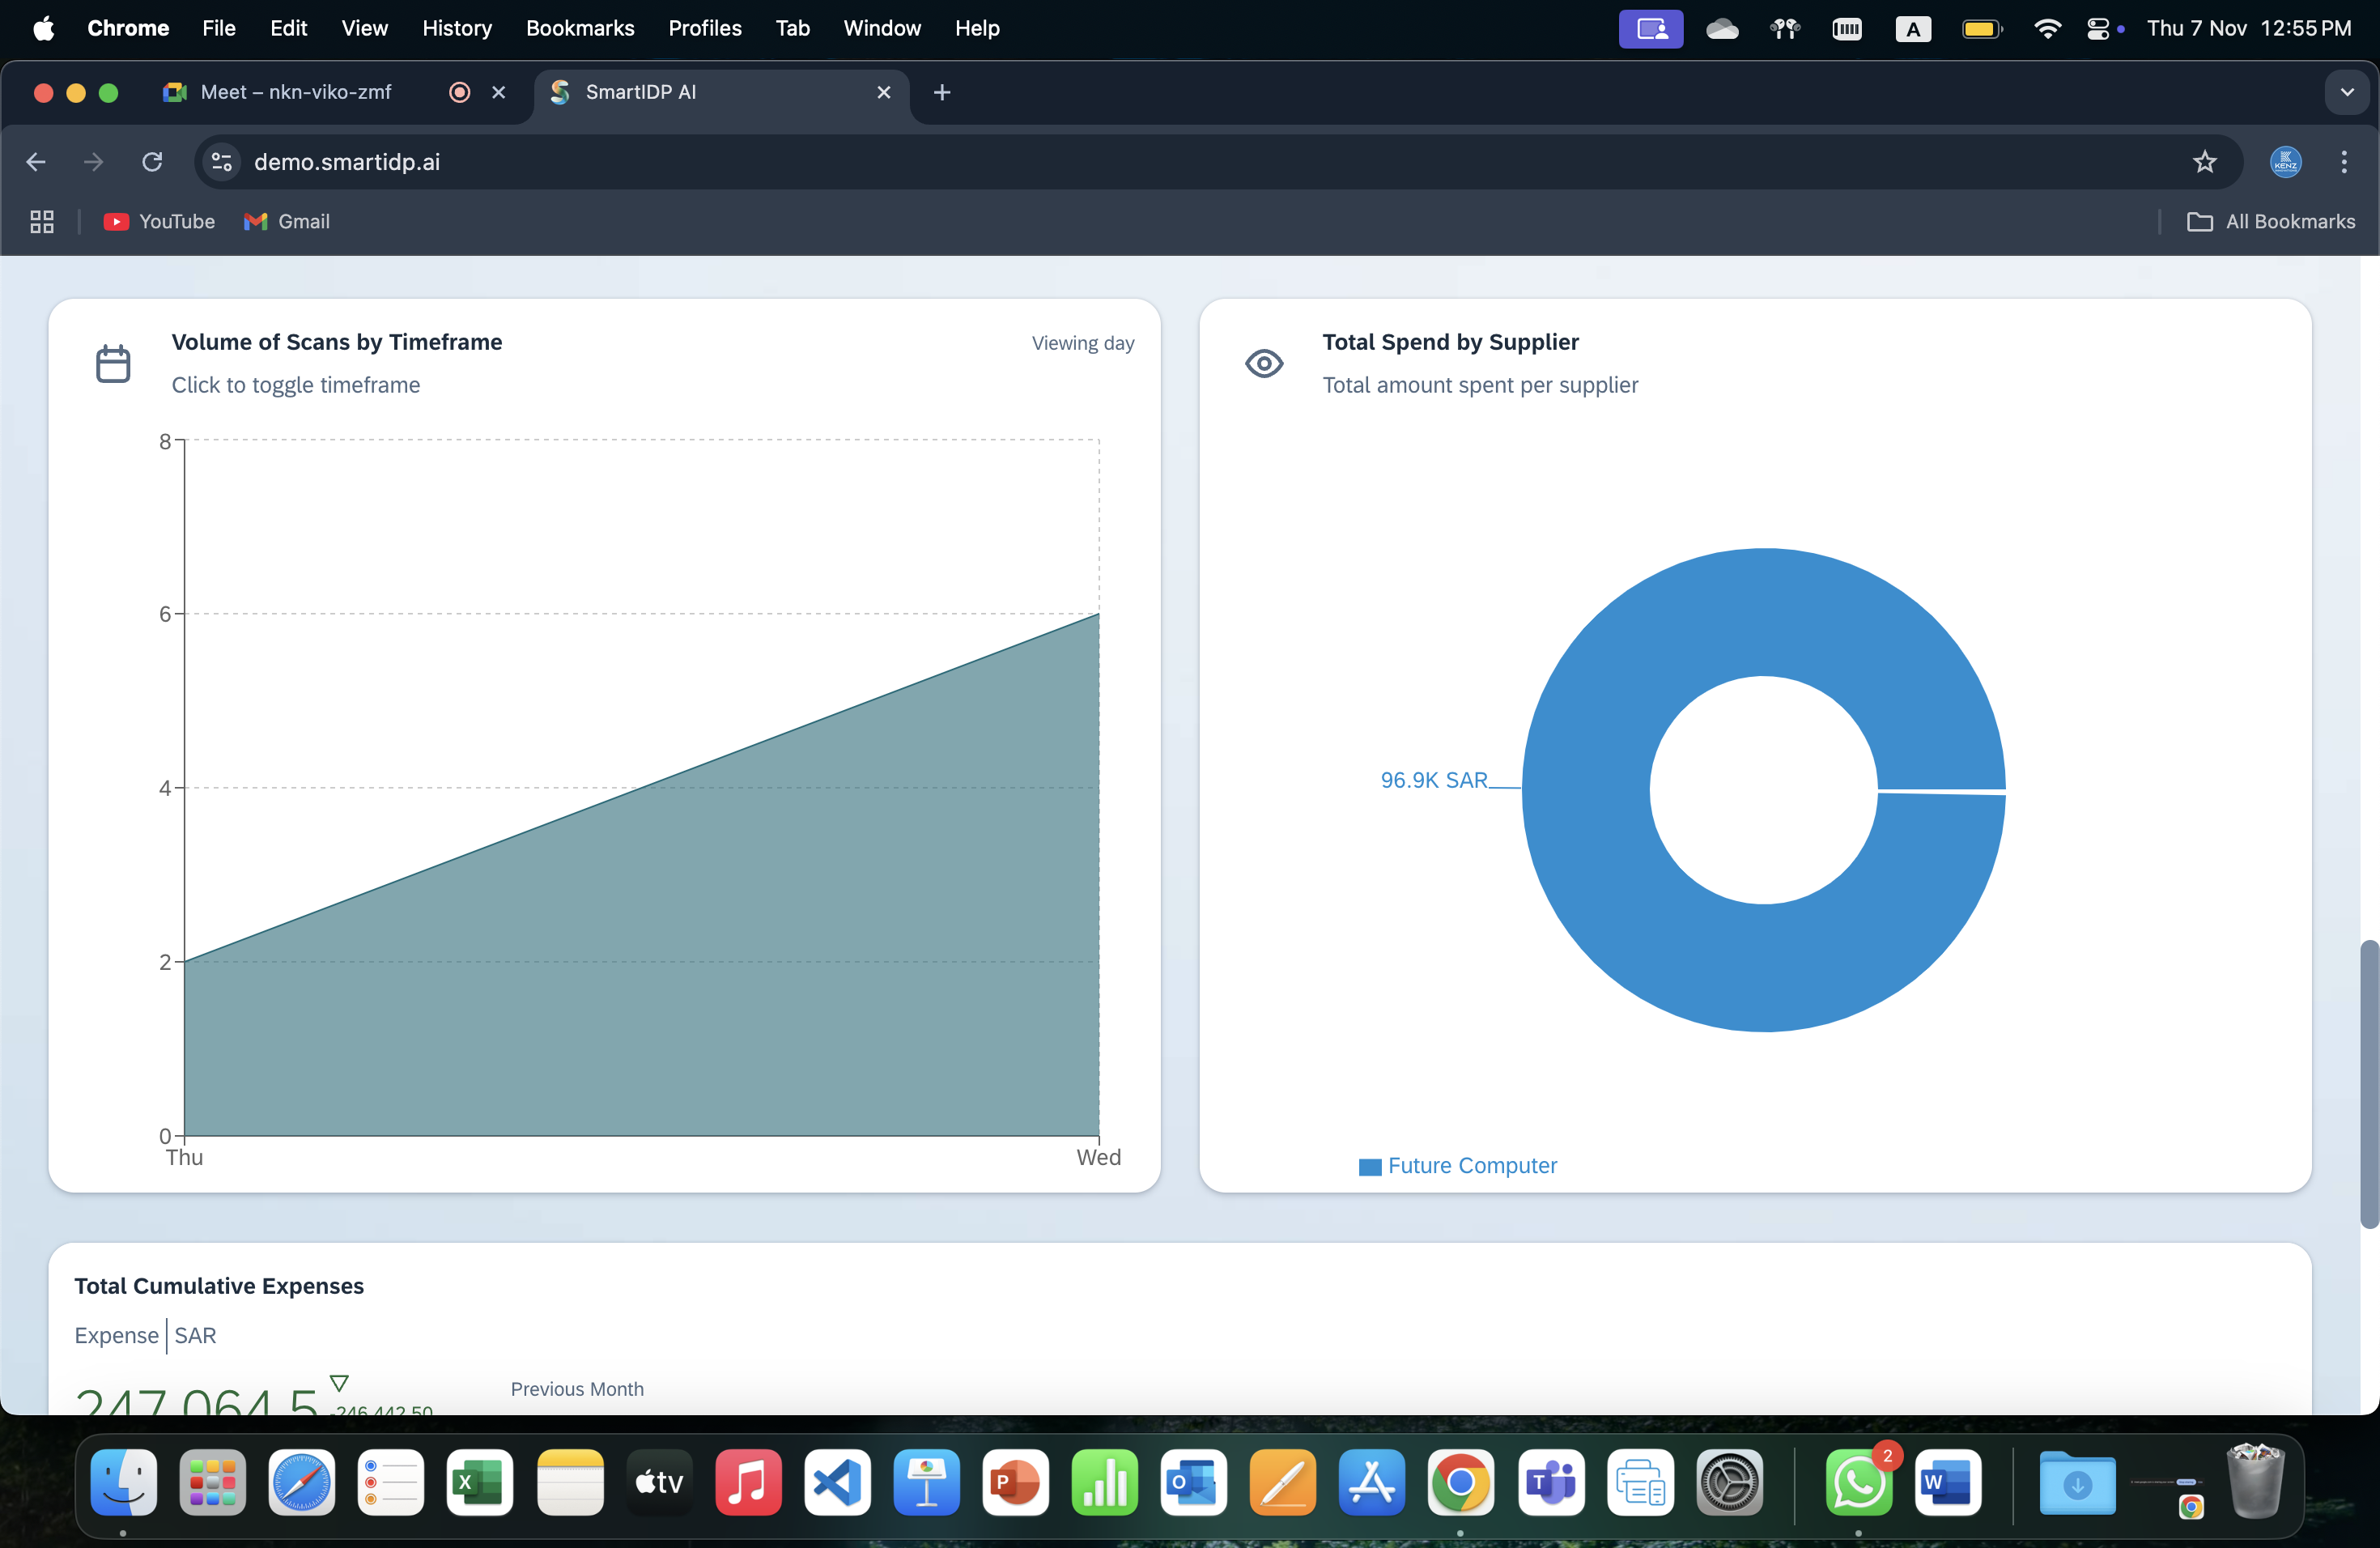 Chrome File Edit View History Bookmarks Profiles Tab Window Help A Thu 7 Nov 12:55 PM
Meet – nkn-viko-zmf SmartIDP AI
demo.smartidp.ai KENZ
YouTube Gmail All Bookmarks
Volume of Scans by Timeframe
Viewing day
Click to toggle timeframe
8
6
4
2
0
Thu Wed
Total Spend by Supplier
Total amount spent per supplier
96.9K SAR
Future Computer
Total Cumulative Expenses
Expense SAR
247,064.5 -246,442.50
Previous Month
X tv P O T 2 W